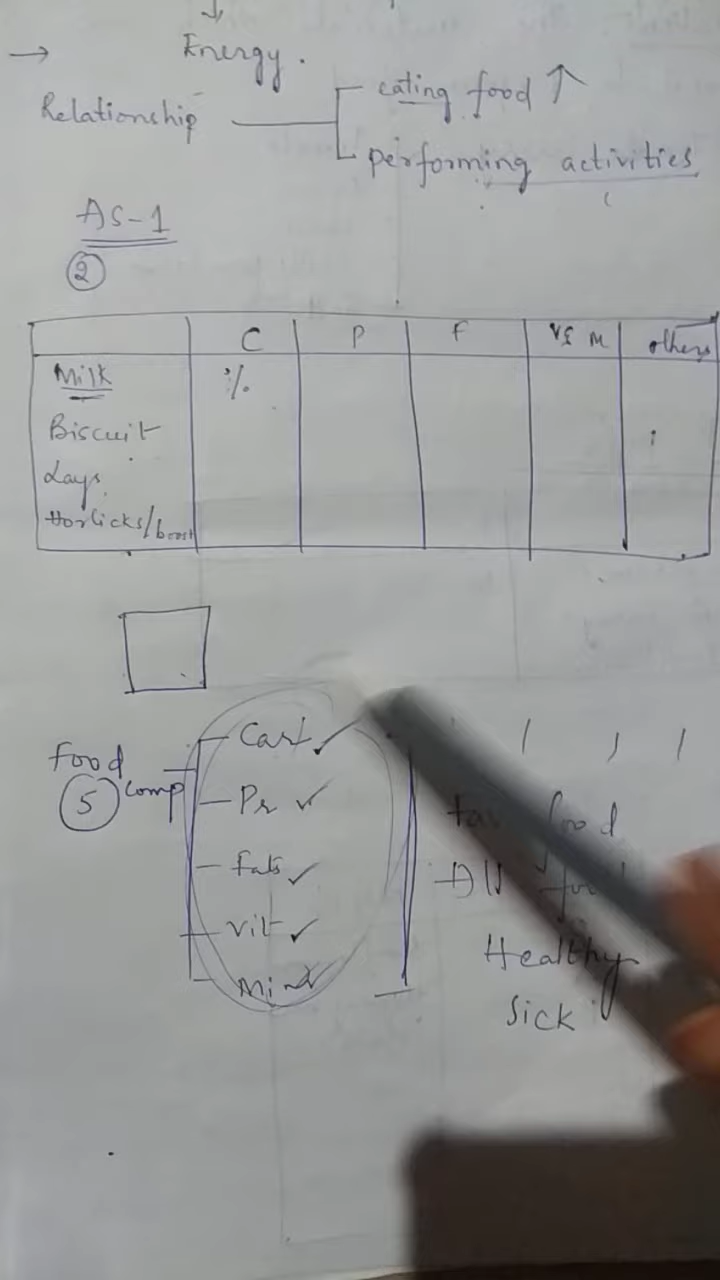 Energy.
Relationship
eating food ↑
performing activities
AS-1
2
C P F V& M others
Milk %
Biscuit
Lays
Horlicks/boost
Food
5 comp
Carb ✓
Pr ✓
Fats ✓
Vit ✓
Min
food
Healthy
Sick